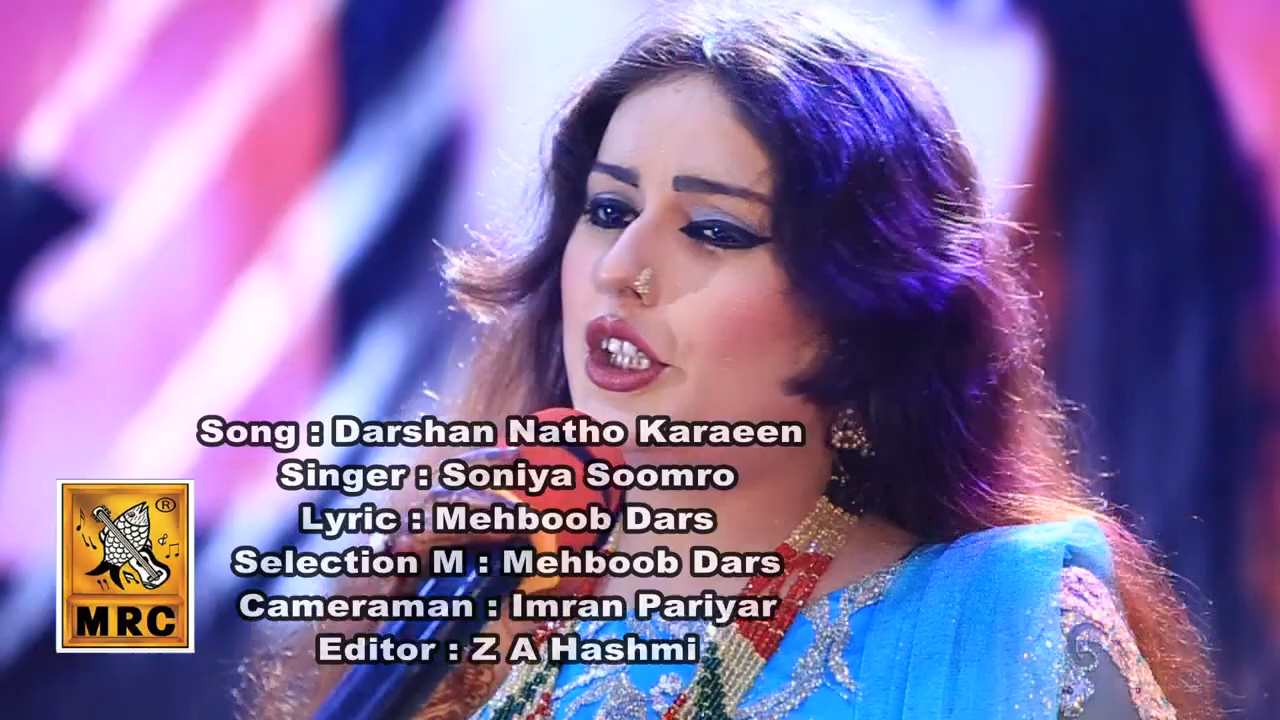 Song : Darshan Natho Karaeen
Singer : Soniya Soomro
Lyric : Mehboob Dars
Selection M : Mehboob Dars
Cameraman : Imran Pariyar
Editor : Z A Hashmi
®
MRC